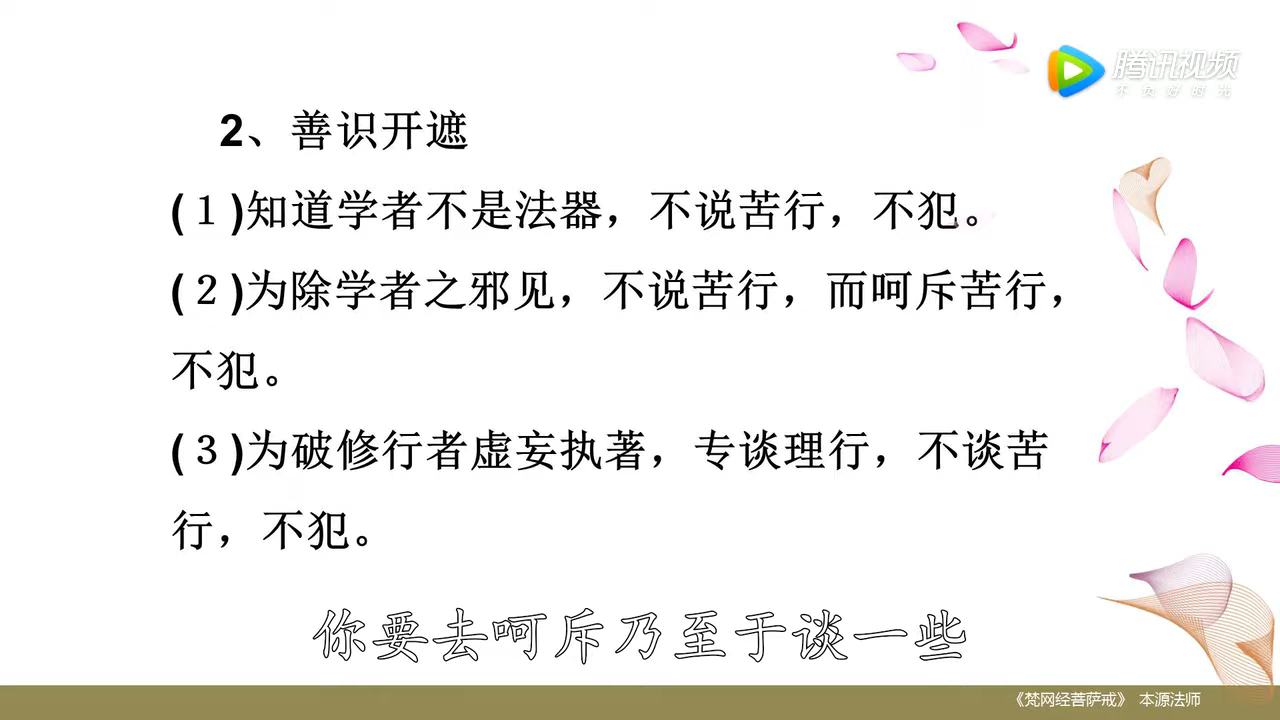 腾讯视频
不负好时光
2、善识开遮
(１)知道学者不是法器，不说苦行，不犯。
(２)为除学者之邪见，不说苦行，而呵斥苦行，
不犯。
(３)为破修行者虚妄执著，专谈理行，不谈苦
行，不犯。
你要去呵斥乃至于谈一些
《梵网经菩萨戒》 本源法师